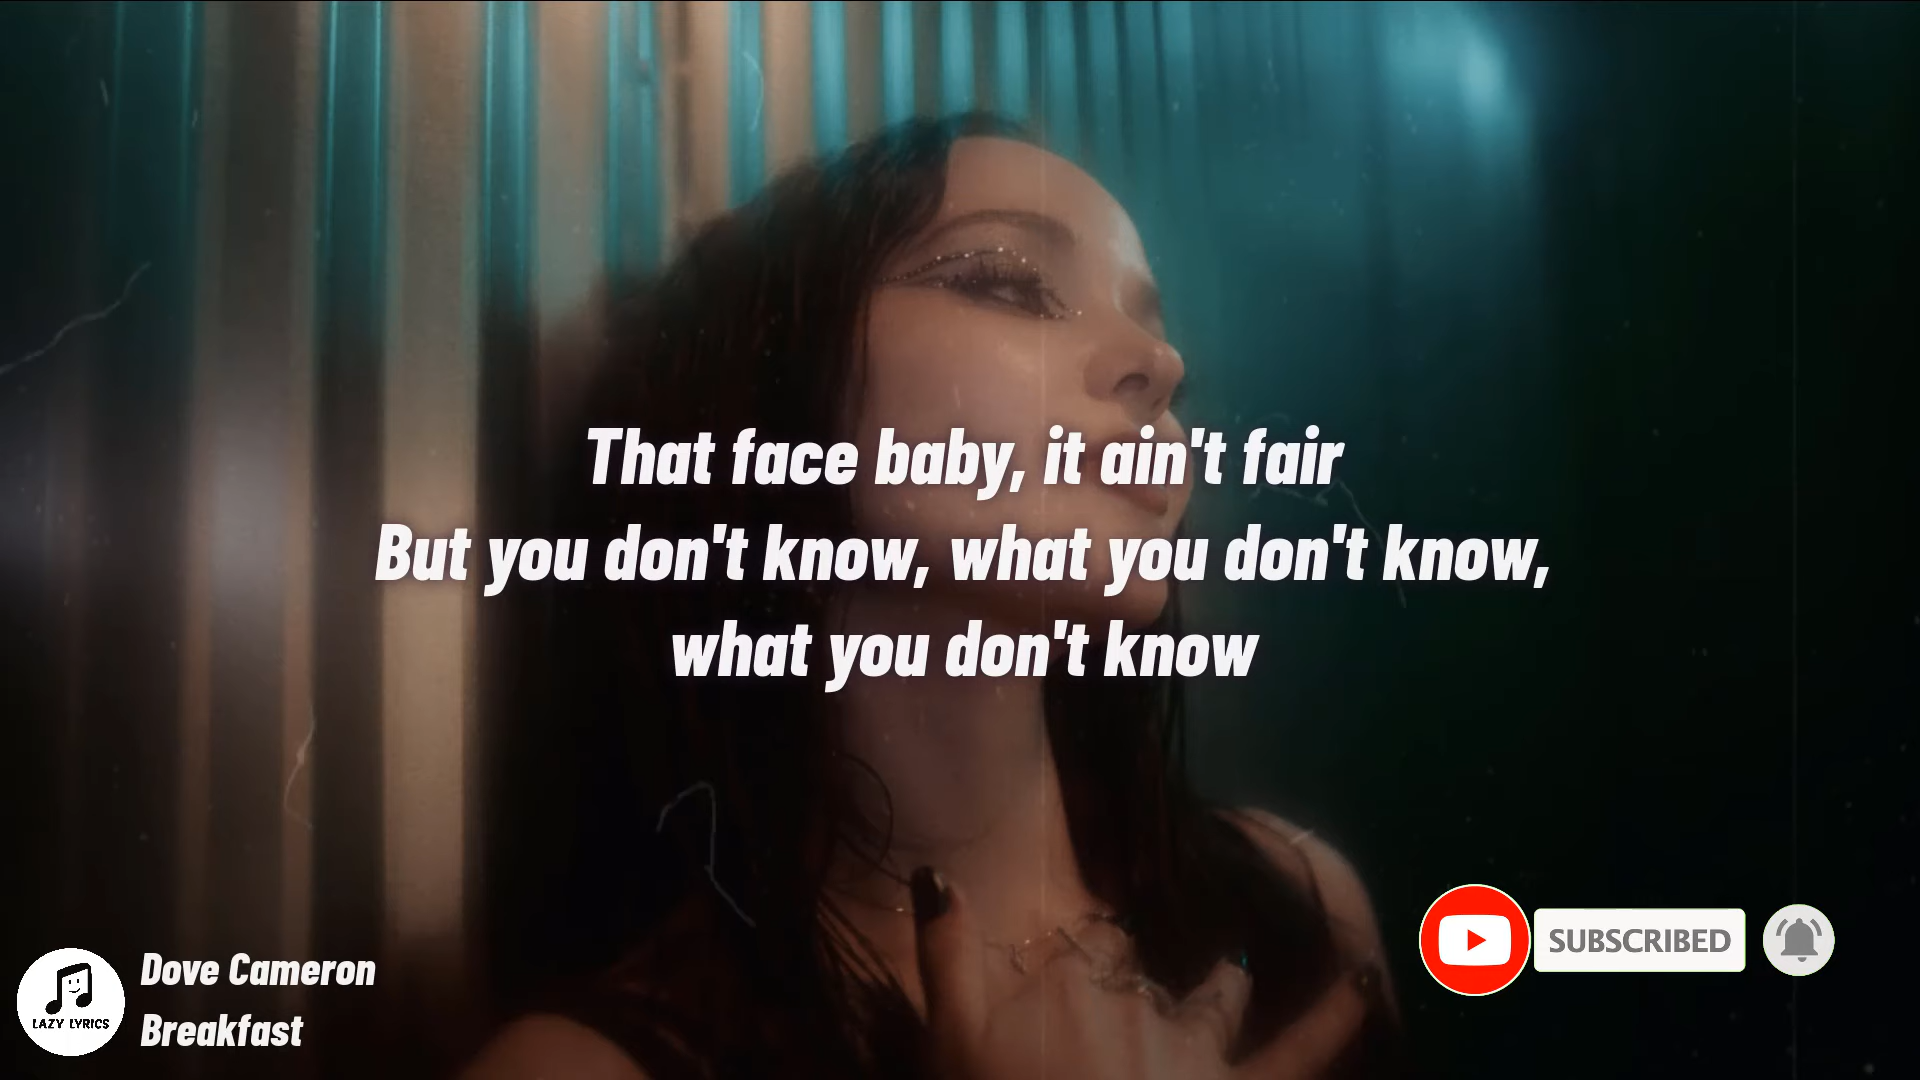 That face baby, it ain't fair
But you don't know, what you don't know,
what you don't know
SUBSCRIBED
Dove Cameron
Breakfast
LAZY LYRICS